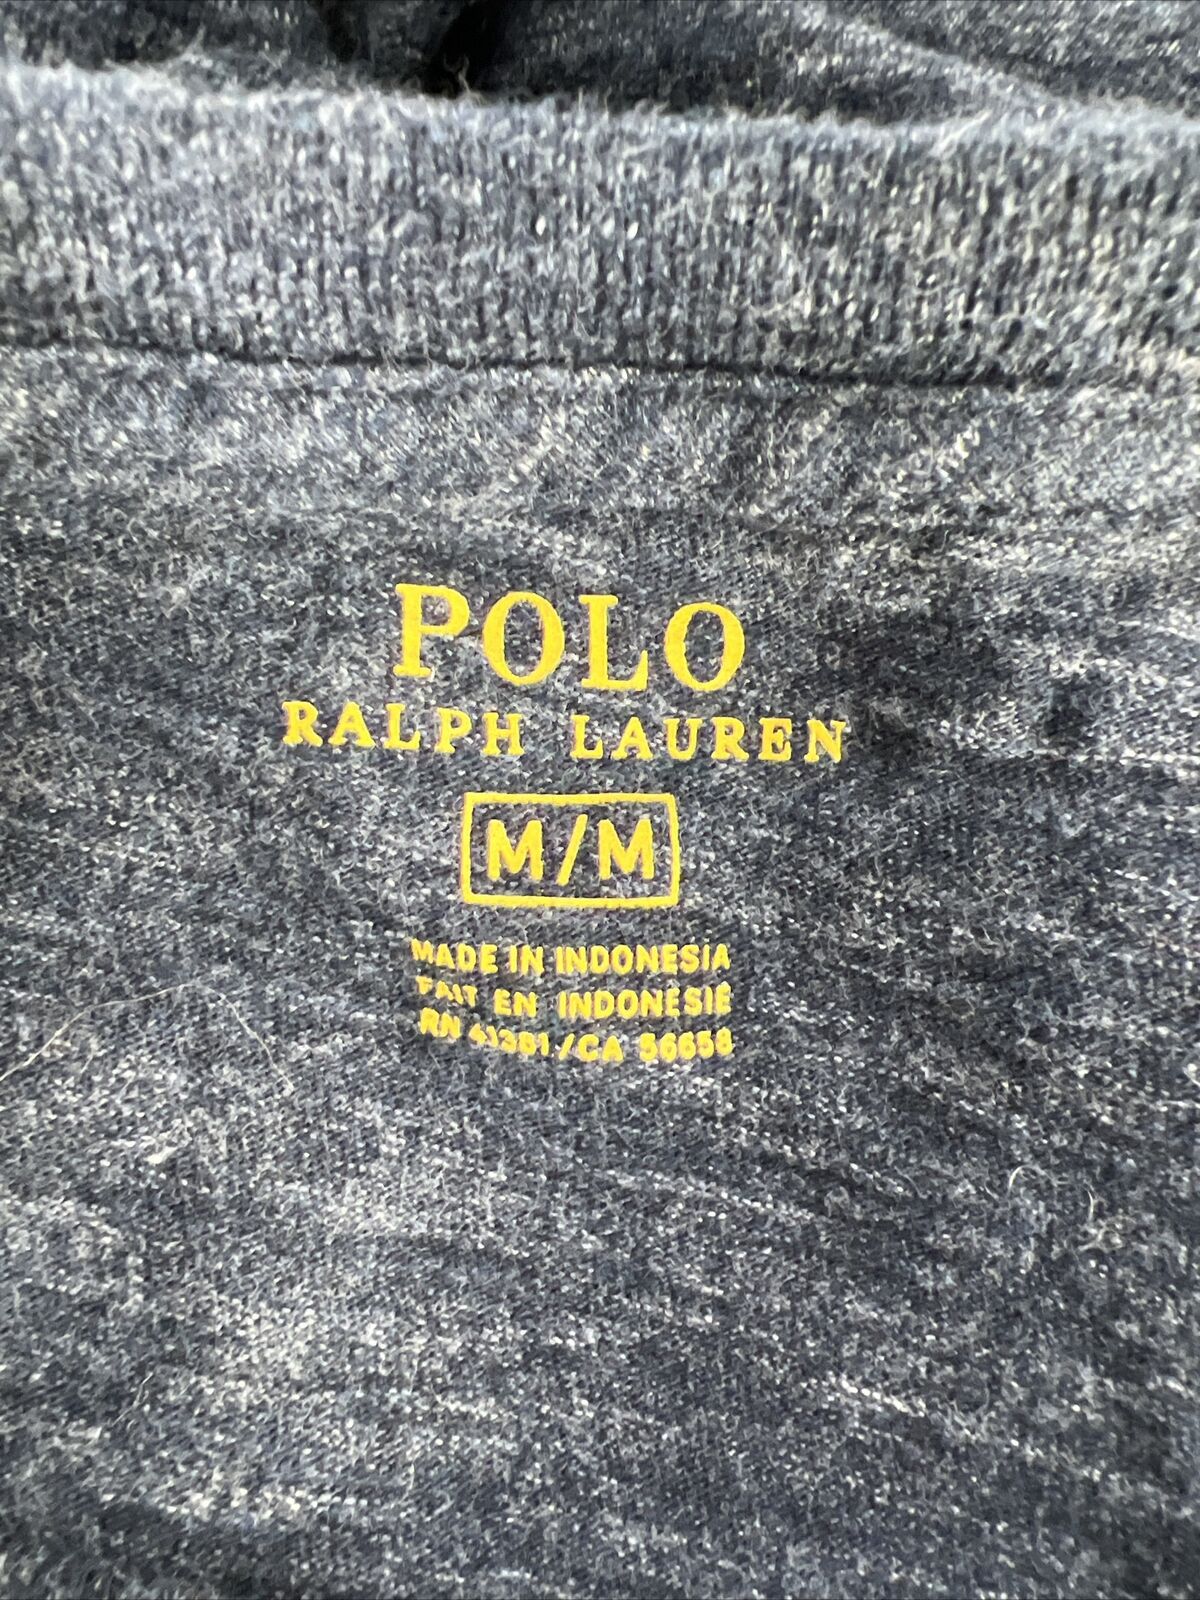 POLO
RALPH LAUREN
M/M
MADE IN INDONESIA
FAIT EN INDONESIE
RN 41381/CA 56658